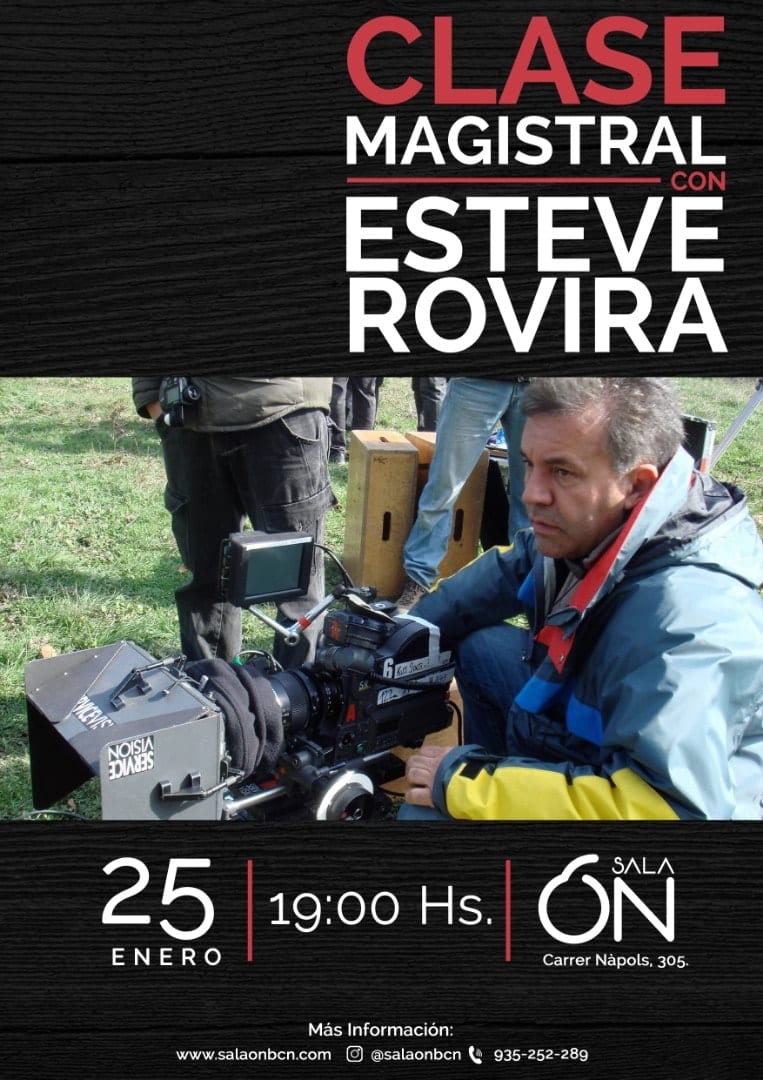 CLASE
MAGISTRAL
CON
ESTEVE
ROVIRA
SERVICE
VISION
6
A
25
ENERO
19:00 Hs.
SALA
ON
Carrer Nàpols, 305.
Más Información:
www.salaonbcn.com @salaonbcn 935-252-289